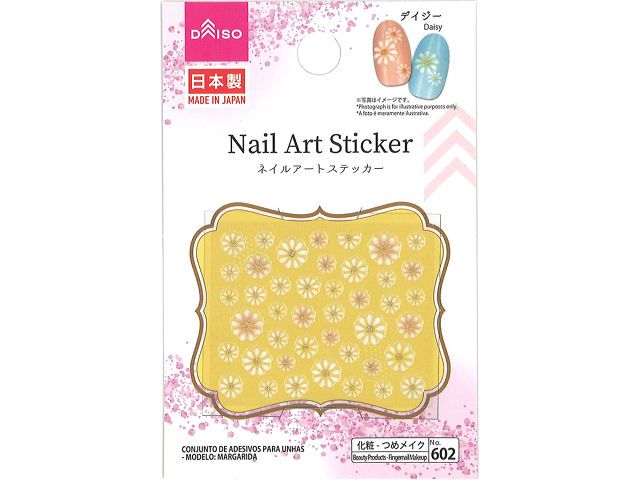 DAISO
日本製
MADE IN JAPAN
デイジー
Daisy
※写真はイメージです。
*Photograph is for illustrative purposes only.
*A foto é meramente ilustrativa.
Nail Art Sticker
ネイルアートステッカー
CONJUNTO DE ADESIVOS PARA UNHAS
- MODELO: MARGARIDA
化粧・つめメイク
Beauty Products - Fingernail Makeup
No.
602